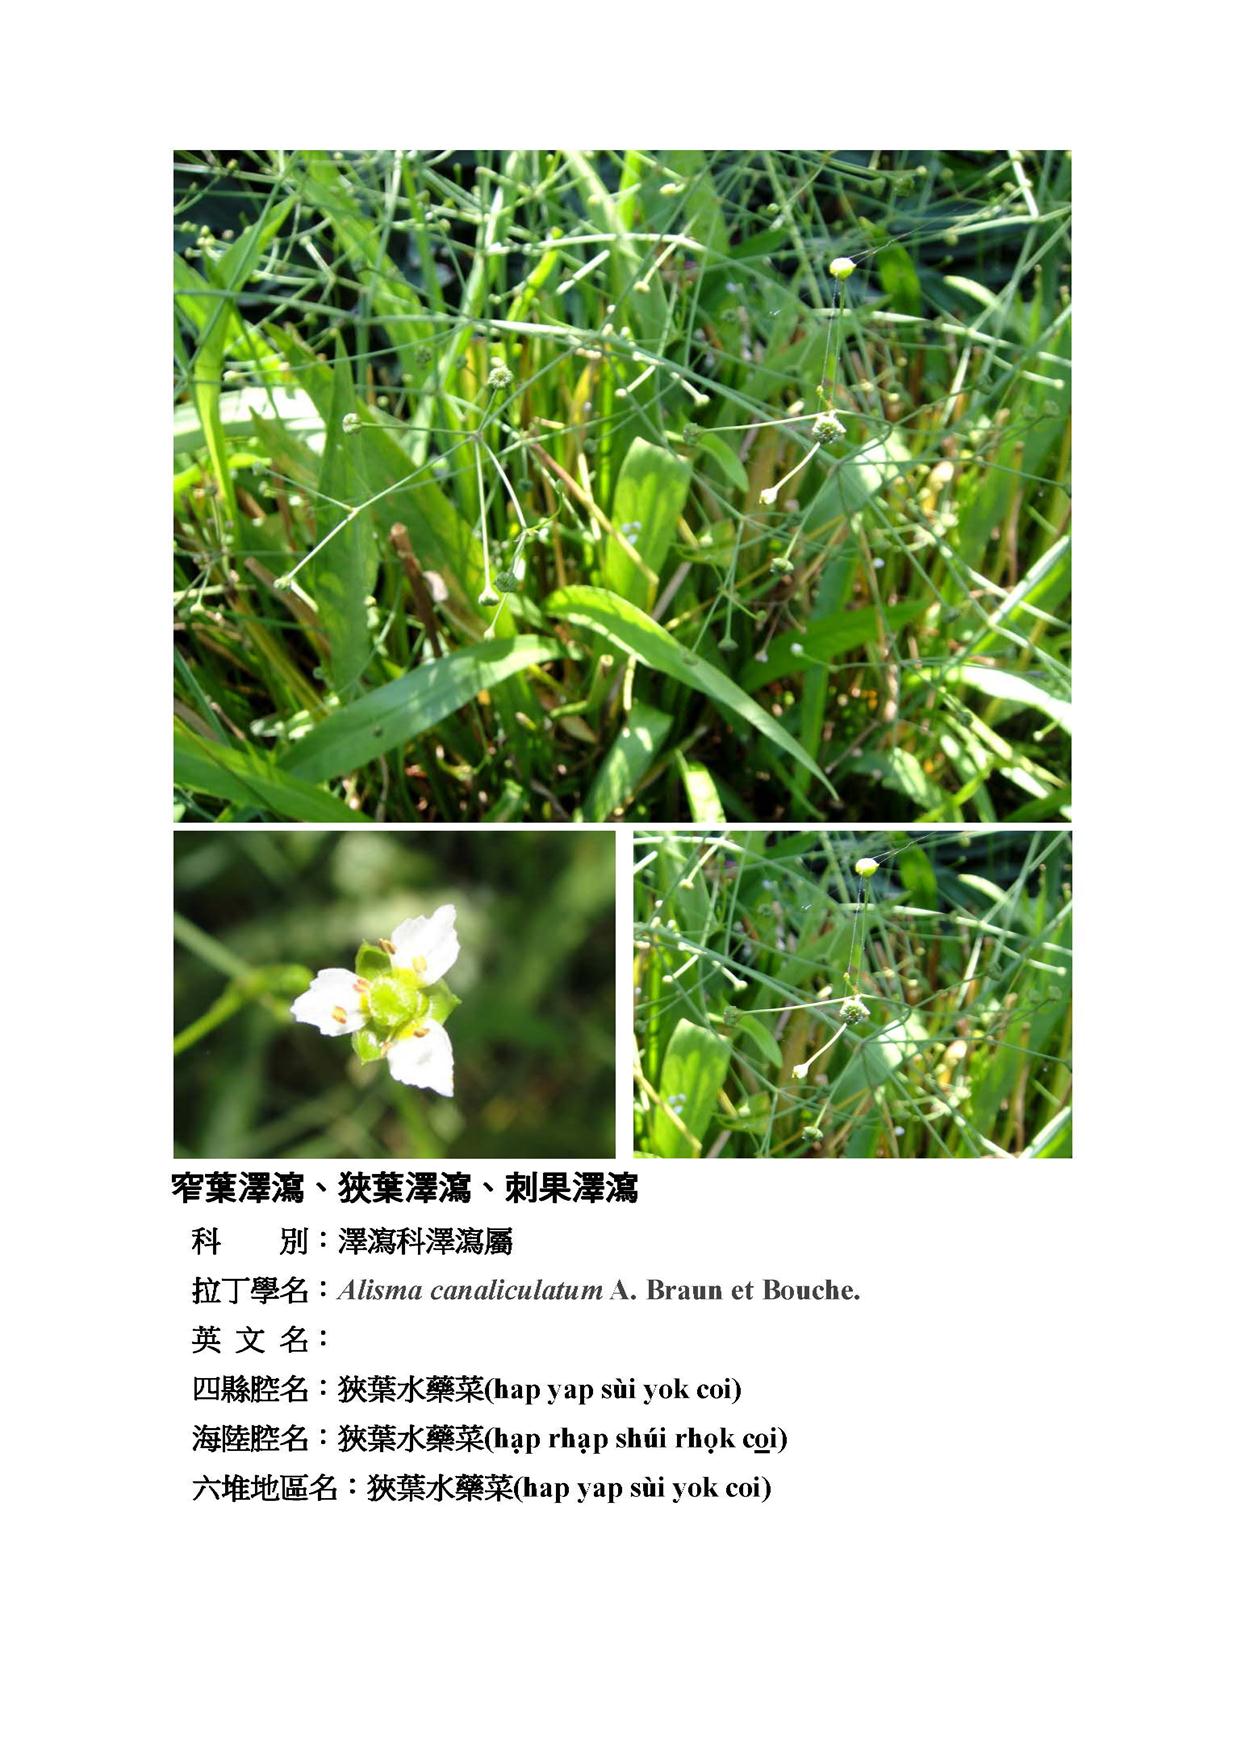 窄葉澤瀉、狹葉澤瀉、刺果澤瀉
科　　別：澤瀉科澤瀉屬
拉丁學名：Alisma canaliculatum A. Braun et Bouche.
英 文 名：
四縣腔名：狹葉水藥菜(hap yap sùi yok coi)
海陸腔名：狹葉水藥菜(hạp rhạp shúi rhọk co̲i)
六堆地區名：狹葉水藥菜(hap yap sùi yok coi)